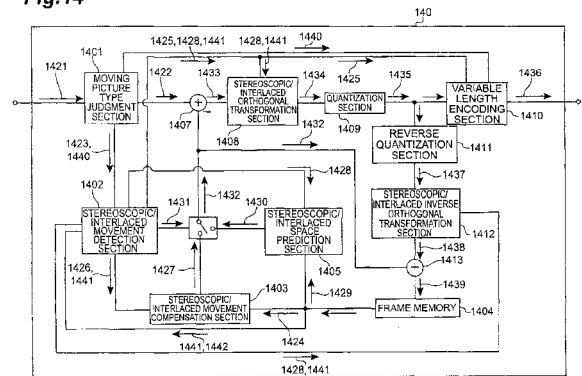 Fig.14
140
1425,1428,1441
1428,1441
1440
1421
1401
MOVING PICTURE
TYPE
JUDGMENT
SECTION
1422
1433
STEREOSCOPIC/
INTERLACED
ORTHOGONAL
TRANSFORMATION
SECTION
1434
1425
QUANTIZATION
SECTION
1435
VARIABLE
LENGTH
ENCODING
SECTION
1436
1407
1408
1409
1410
1432
REVERSE
QUANTIZATION
SECTION
1411
1423,
1440
1428
1437
1402
STEREOSCOPIC/
INTERLACED
MOVEMENT
DETECTION
SECTION
1431
1432
1430
STEREOSCOPIC/
INTERLACED
SPACE
PREDICTION
SECTION
STEREOSCOPIC/
INTERLACED INVERSE
ORTHOGONAL
TRANSFORMATION
SECTION
1412
1438
1426,
1441
1427
1405
1413
1439
1403
STEREOSCOPIC/
INTERLACED MOVEMENT
COMPENSATION SECTION
1429
FRAME MEMORY
1404
1424
1441,1442
1428,1441